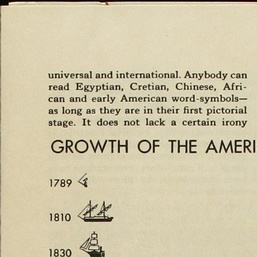 universal and international. Anybody can
read Egyptian, Cretian, Chinese, Afri-
can and early American word-symbols—
as long as they are in their first pictorial
stage. It does not lack a certain irony
GROWTH OF THE AMERI
1789
1810
1830